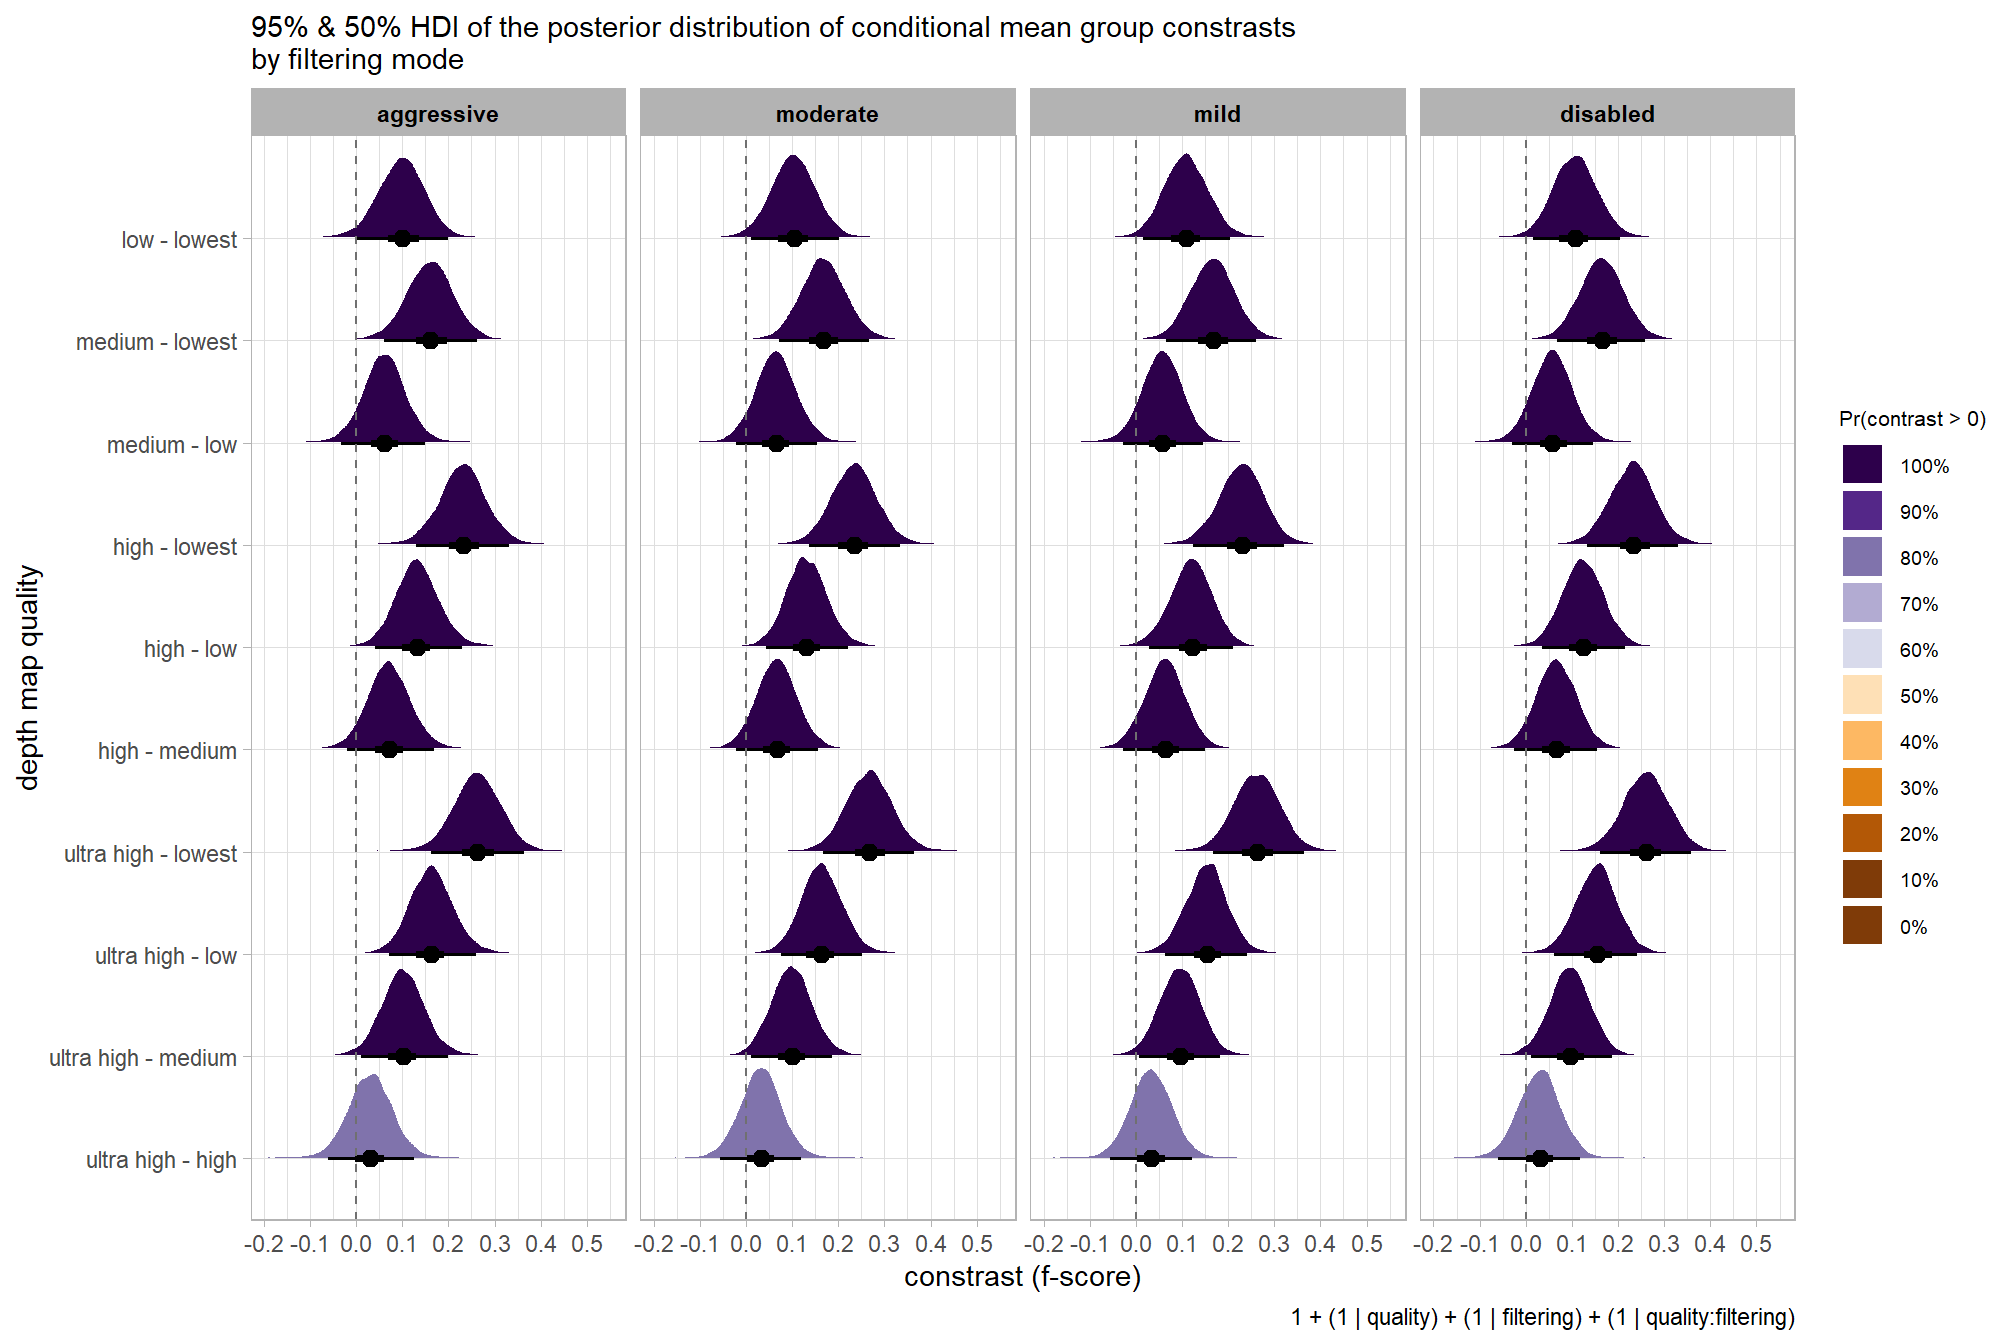 95% & 50% HDI of the posterior distribution of conditional mean group constrasts
by filtering mode
aggressive
moderate
mild
disabled
depth map quality
low - lowest
medium - lowest
medium - low
high - lowest
high - low
high - medium
ultra high - lowest
ultra high - low
ultra high - medium
ultra high - high
-0.2 -0.1 0.0 0.1 0.2 0.3 0.4 0.5
-0.2 -0.1 0.0 0.1 0.2 0.3 0.4 0.5
-0.2 -0.1 0.0 0.1 0.2 0.3 0.4 0.5
-0.2 -0.1 0.0 0.1 0.2 0.3 0.4 0.5
constrast (f-score)
Pr(contrast > 0)
100%
90%
80%
70%
60%
50%
40%
30%
20%
10%
0%
1 + (1 | quality) + (1 | filtering) + (1 | quality:filtering)